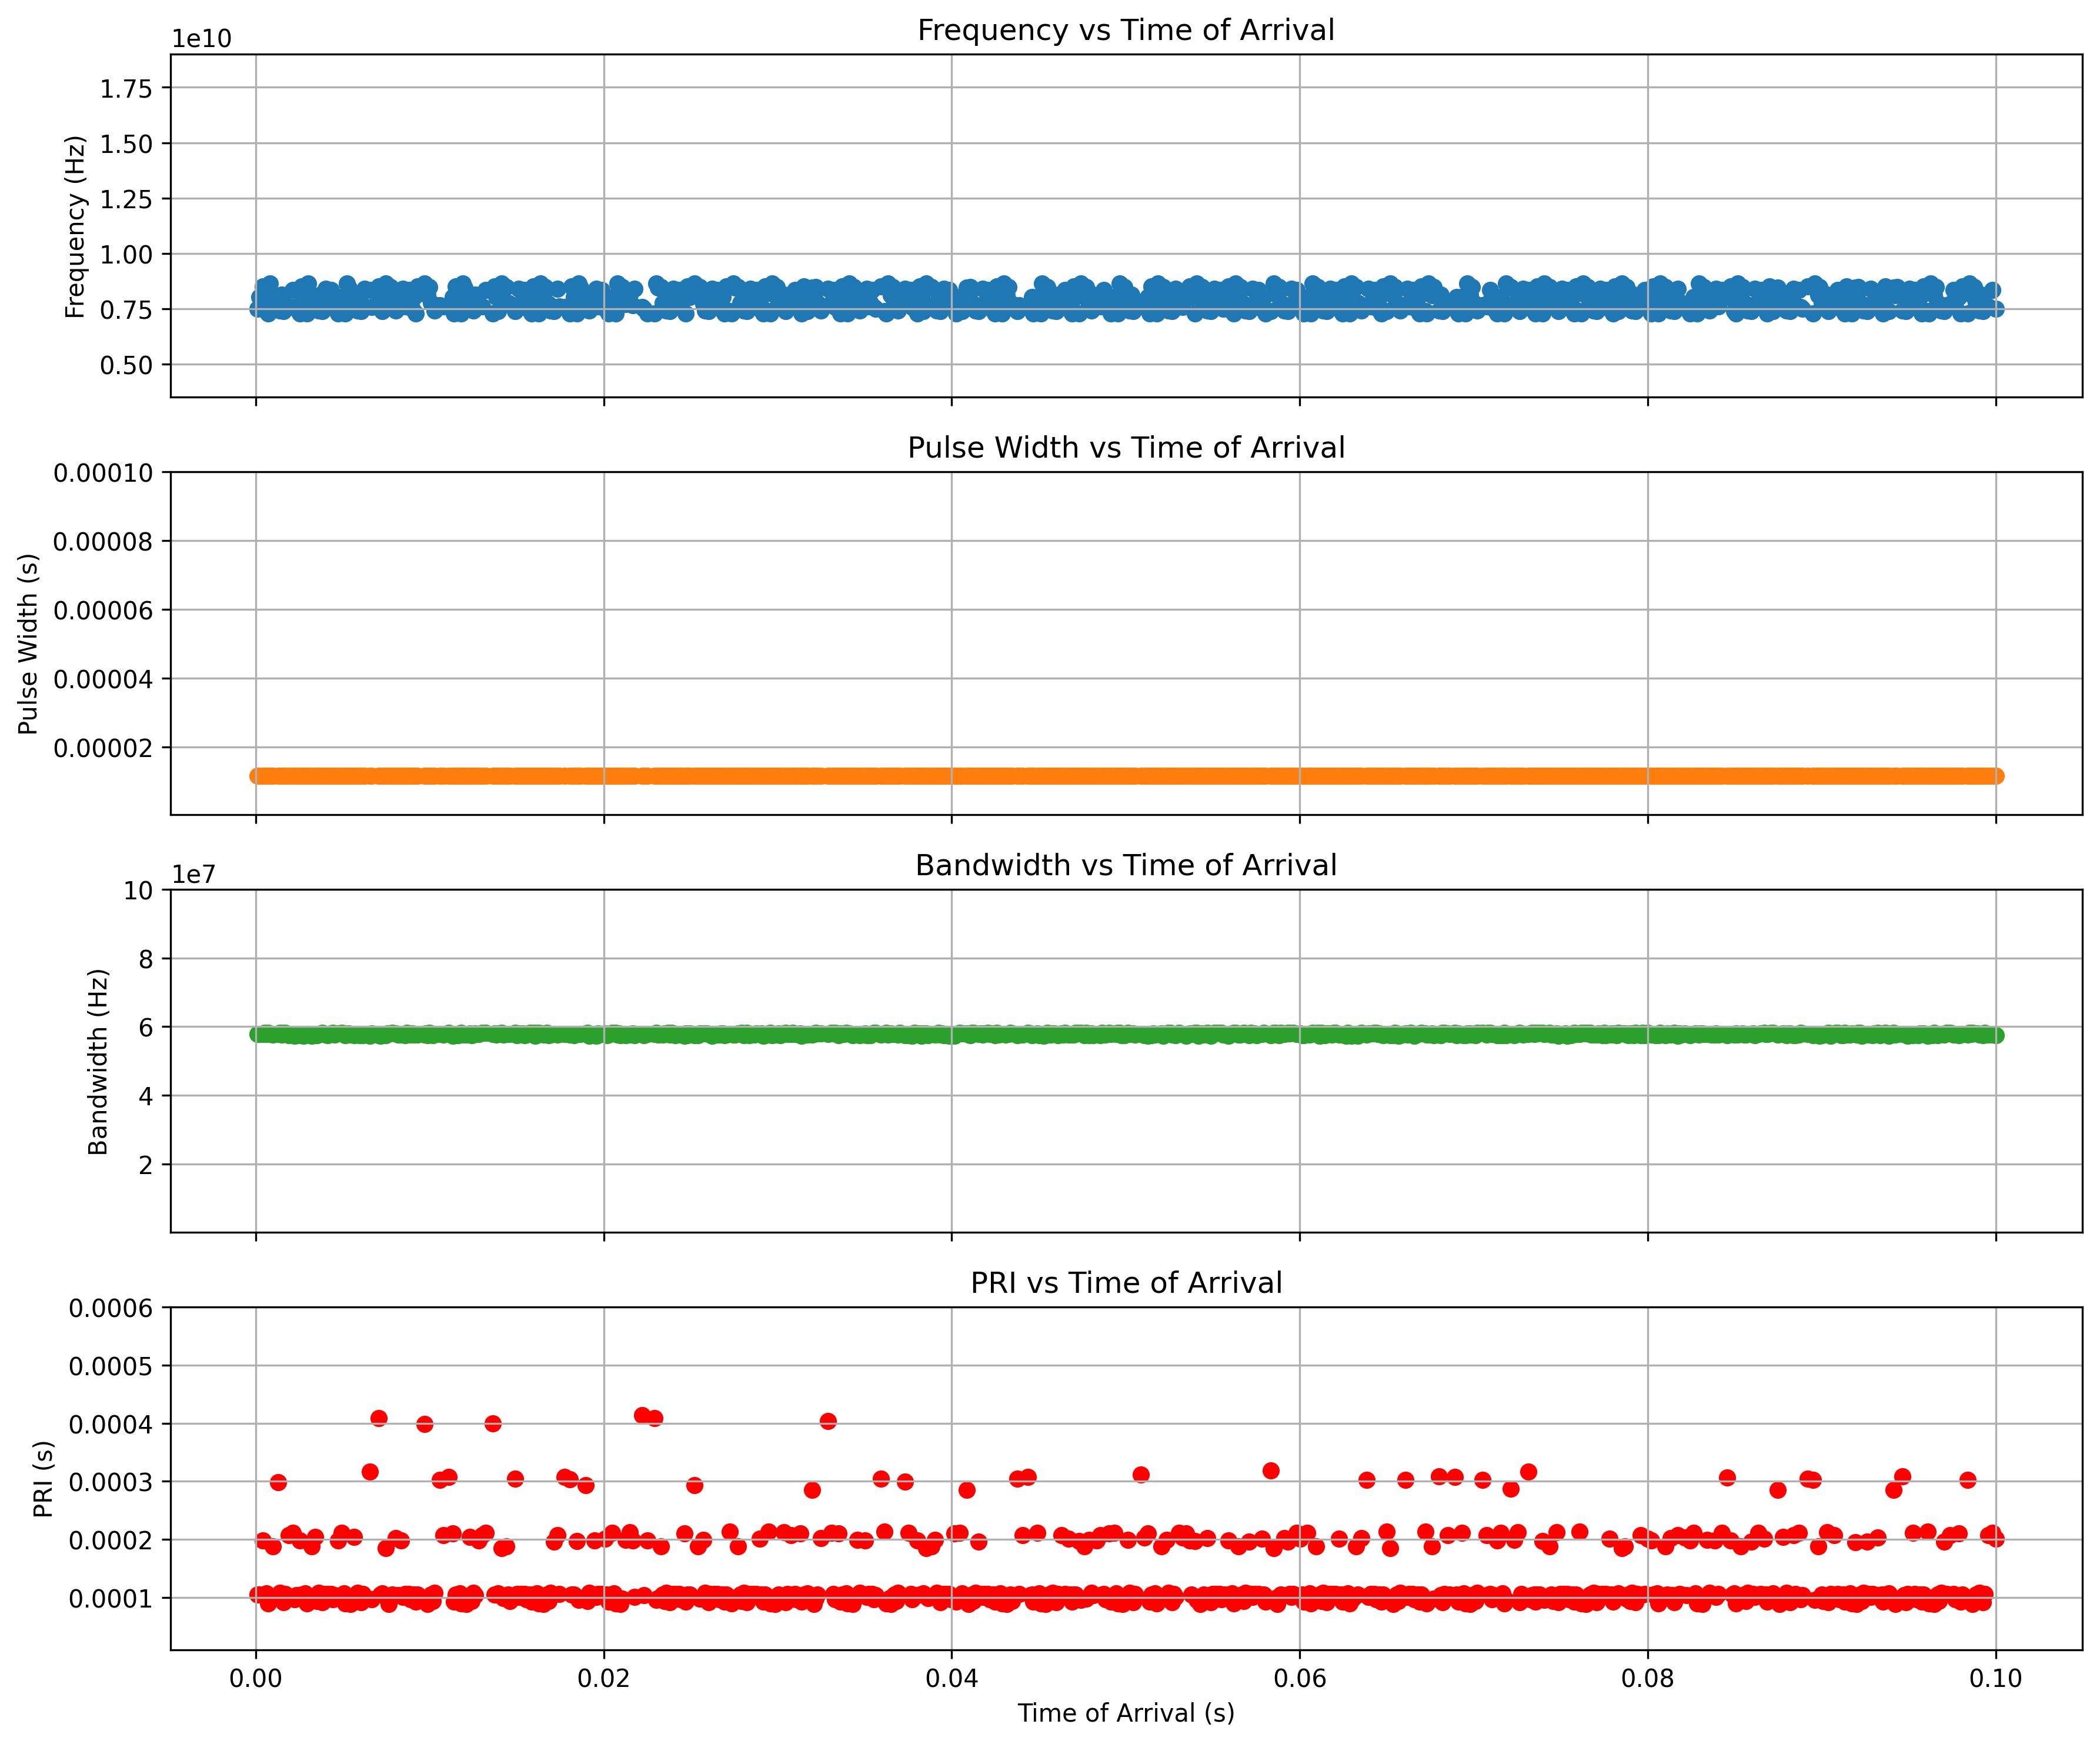 Frequency vs Time of Arrival
1e10
1.75
1.50
1.25
1.00
0.75
0.50
Frequency (Hz)
Pulse Width vs Time of Arrival
0.00010
0.00008
0.00006
0.00004
0.00002
Pulse Width (s)
Bandwidth vs Time of Arrival
1e7
10
8
6
4
2
Bandwidth (Hz)
PRI vs Time of Arrival
0.0006
0.0005
0.0004
0.0003
0.0002
0.0001
PRI (s)
0.00 0.02 0.04 0.06 0.08 0.10
Time of Arrival (s)